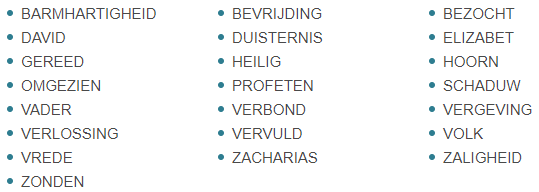 BARMHARTIGHEID BEVRIJDING BEZOCHT
DAVID DUISTERNIS ELIZABET
GEREED HEILIG HOORN
OMGEZIEN PROFETEN SCHADUW
VADER VERBOND VERGEVING
VERLOSSING VERVULD VOLK
VREDE ZACHARIAS ZALIGHEID
ZONDEN